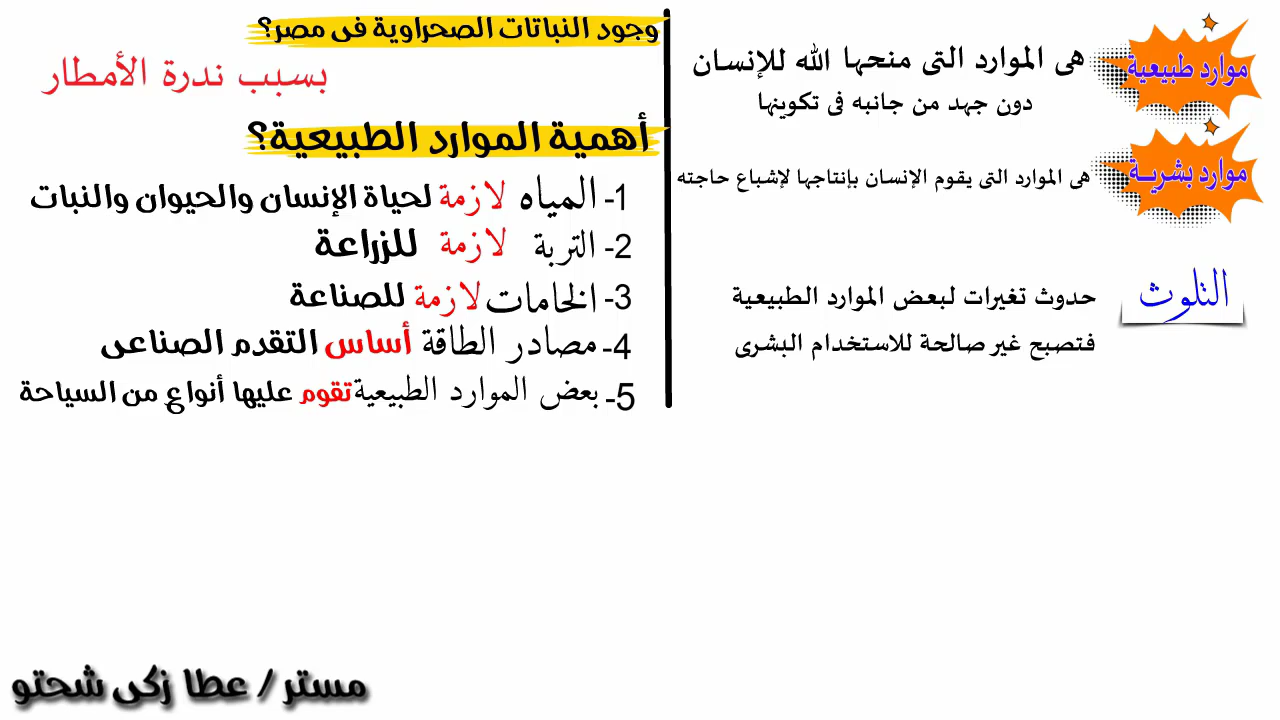 موارد طبيعية
هى الموارد التى منحها الله للإنسان
دون جهد من جانبه فى تكوينها
موارد بشرية
هى الموارد التى يقوم الإنسان بإنتاجها لإشباع حاجته
التلوث
حدوث تغيرات لبعض الموارد الطبيعية
فتصبح غير صالحة للاستخدام البشرى
وجود النباتات الصحراوية فى مصر؟
بسبب ندرة الأمطار
أهمية الموارد الطبيعية؟
1- المياه لازمة لحياة الإنسان والحيوان والنبات
2- التربة لازمة للزراعة
3- الخامات لازمة للصناعة
4- مصادر الطاقة أساس التقدم الصناعى
5- بعض الموارد الطبيعية تقوم عليها أنواع من السياحة
مستر / عطا زكى شحتو